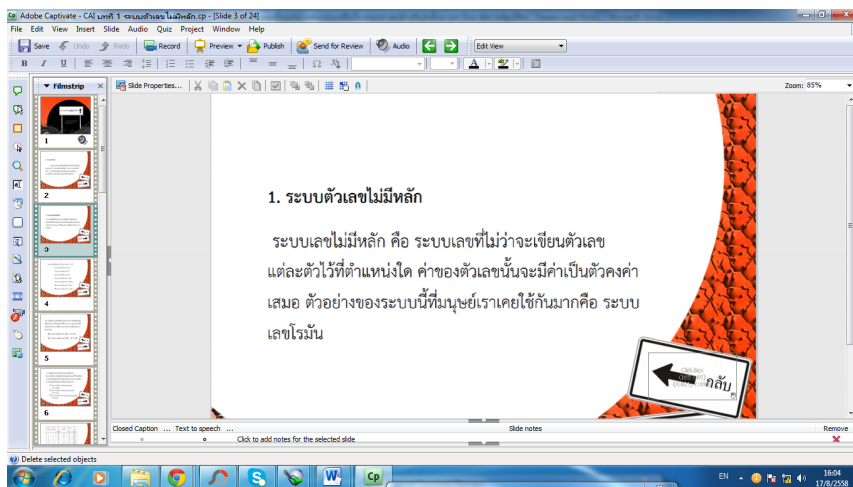 Adobe Captivate - CAI บทที่ 1 ระบบตัวเลขไม่มีหลัก.cp - [Slide 3 of 24]
File Edit View Insert Slide Audio Quiz Project Window Help
Save Undo Redo Record Preview Publish Send for Review Audio Edit View
B I U
Filmstrip Slide Properties... Zoom: 85%
1
2
3
4
5
6
1. ระบบตัวเลขไม่มีหลัก
ระบบเลขไม่มีหลัก คือ ระบบเลขที่ไม่ว่าจะเขียนตัวเลข
แต่ละตัวไว้ที่ตำแหน่งใด ค่าของตัวเลขนั้นจะมีค่าเป็นตัวคงค่า
เสมอ ตัวอย่างของระบบนี้ที่มนุษย์เราเคยใช้กันมากคือ ระบบ
เลขโรมัน
Click Box
กลับ
Closed Caption ... Text to speech ... Slide notes Remove
Click to add notes for the selected slide
Delete selected objects
Cp
EN 16:04
17/8/2558